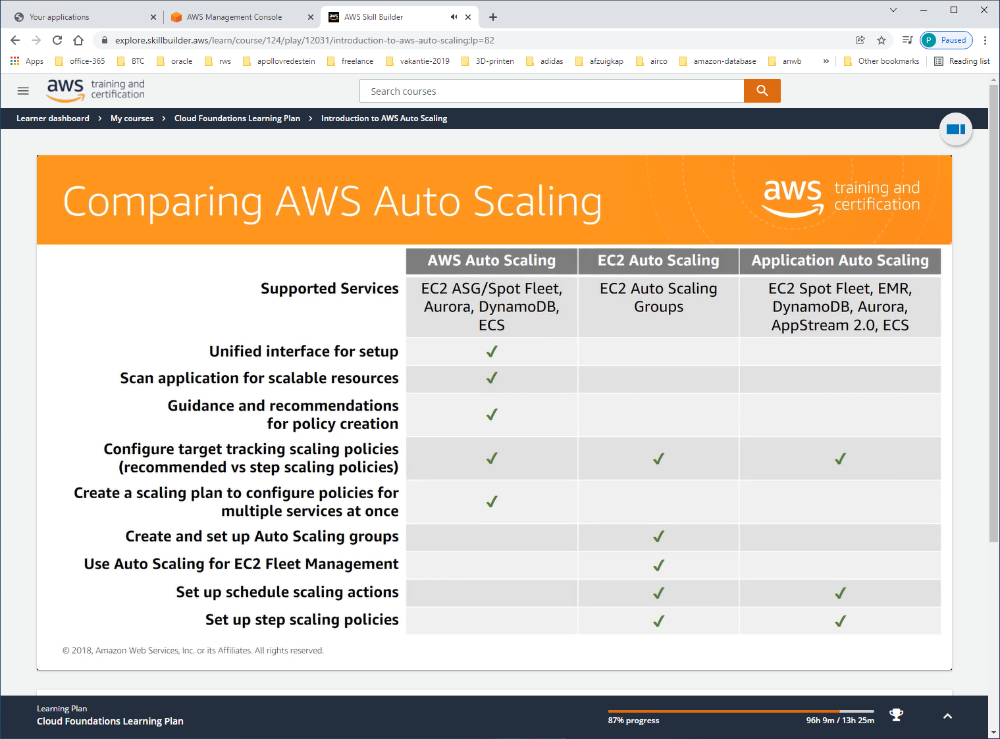 Your applications
AWS Management Console
AWS Skill Builder
explore.skillbuilder.aws/learn/course/124/play/12031/introduction-to-aws-auto-scaling;lp=82
P Paused
Apps office-365 BTC oracle rws apollovredestein freelance vakantie-2019 3D-printen adidas afzuigkap airco amazon-database anwb » Other bookmarks Reading list
aws training and certification
Search courses
Learner dashboard > My courses > Cloud Foundations Learning Plan > Introduction to AWS Auto Scaling
Comparing AWS Auto Scaling
aws training and certification
AWS Auto Scaling EC2 Auto Scaling Application Auto Scaling
Supported Services
EC2 ASG/Spot Fleet,
Aurora, DynamoDB,
ECS
EC2 Auto Scaling
Groups
EC2 Spot Fleet, EMR,
DynamoDB, Aurora,
AppStream 2.0, ECS
Unified interface for setup ✓
Scan application for scalable resources ✓
Guidance and recommendations
for policy creation ✓
Configure target tracking scaling policies
(recommended vs step scaling policies) ✓ ✓ ✓
Create a scaling plan to configure policies for
multiple services at once ✓
Create and set up Auto Scaling groups ✓
Use Auto Scaling for EC2 Fleet Management ✓
Set up schedule scaling actions ✓ ✓
Set up step scaling policies ✓ ✓
© 2018, Amazon Web Services, Inc. or its Affiliates. All rights reserved.
Learning Plan
Cloud Foundations Learning Plan
87% progress
96h 9m / 13h 25m